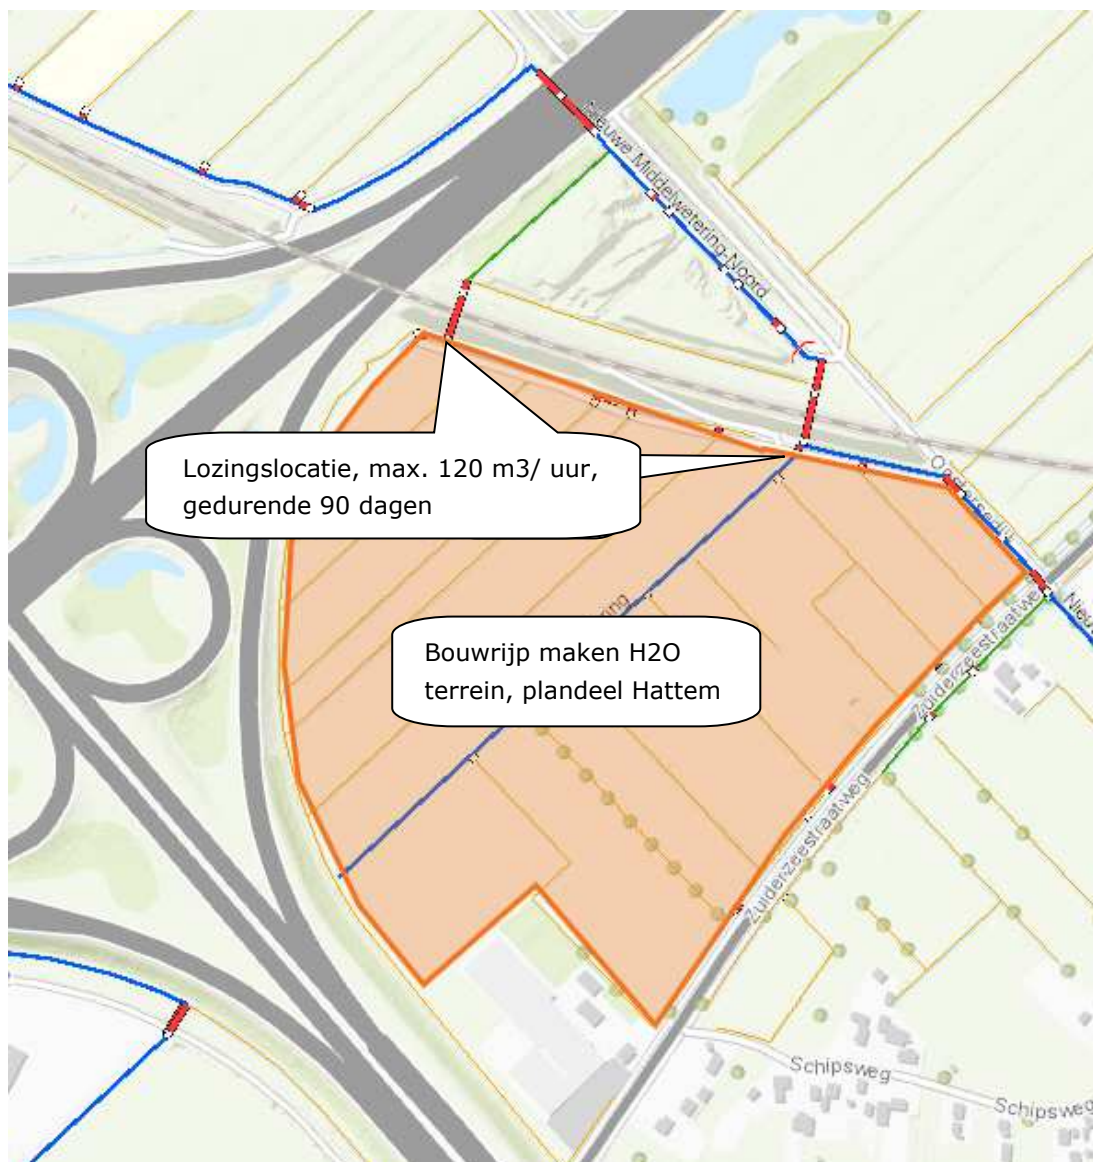 Nieuwe Middelwetering-Noord
Lozingslocatie, max. 120 m3/ uur,
gedurende 90 dagen
Bouwrijp maken H2O
terrein, plandeel Hattem
Zuiderzeestraatweg
Zuiderzeestraatweg
Schipsweg
Schipsweg